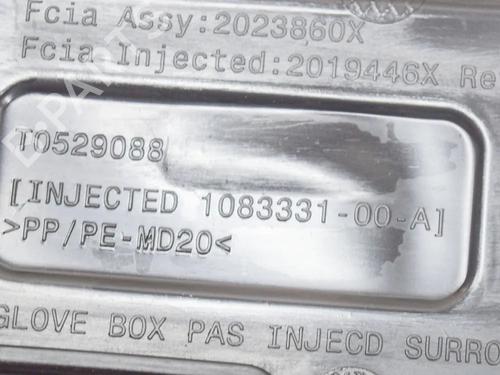 Fcia Assy:2023860X
Fcia Injected:2019446X Re
T0529088
[INJECTED 1083331-00-A]
>PP/PE-MD20<
GLOVE BOX PAS INJECD SURRO